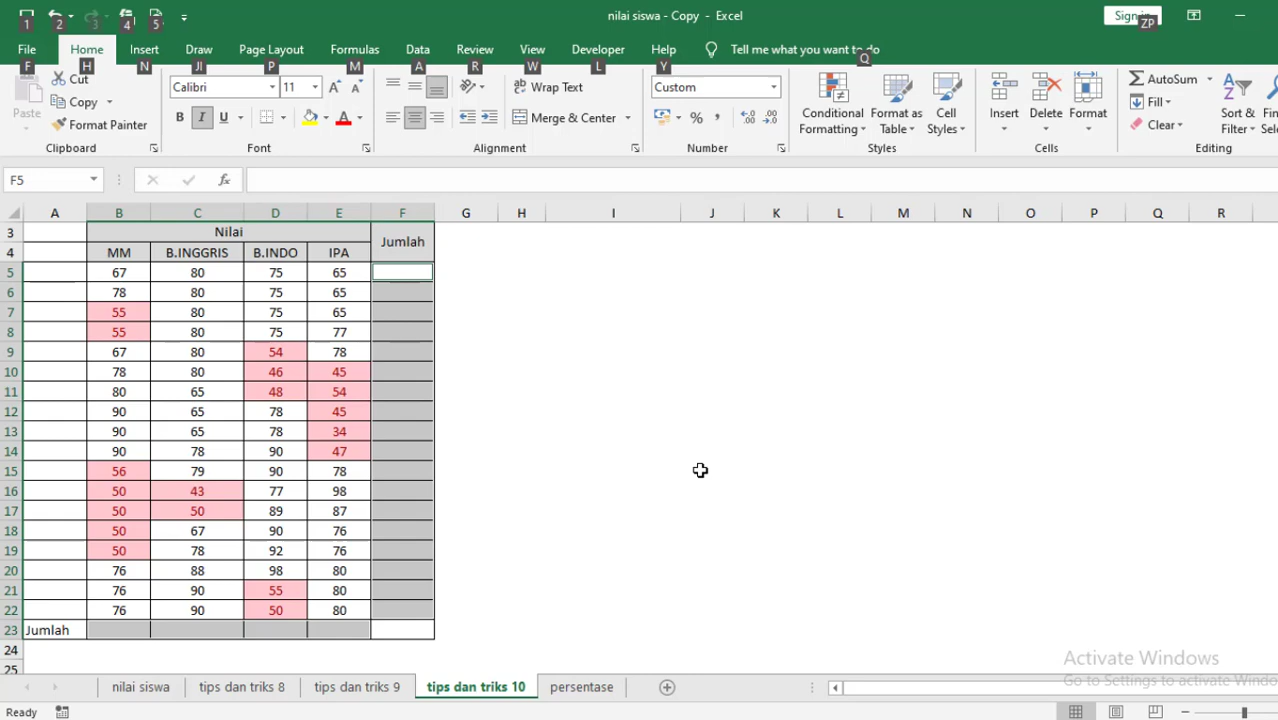 1 2 3 4 5 nilai siswa - Copy - Excel Sign in ZP
File Home Insert Draw Page Layout Formulas Data Review View Developer Help Tell me what you want to do
F H N JI P M A R W L Y Q
Cut
Copy
Format Painter
Paste
Calibri 11
B I U A
Wrap Text
Merge & Center
Custom
% ,
Conditional Formatting
Format as Table
Cell Styles
Insert
Delete
Format
AutoSum
Fill
Clear
Sort &
Filter
Clipboard Font Alignment Number Styles Cells Editing
F5 fx
A B C D E F G H I J K L M N O P Q R
3 Nilai Jumlah
4 MM B.INGGRIS B.INDO IPA
5 67 80 75 65
6 78 80 75 65
7 55 80 75 65
8 55 80 75 77
9 67 80 54 78
10 78 80 46 45
11 80 65 48 54
12 90 65 78 45
13 90 65 78 34
14 90 78 90 47
15 56 79 90 78
16 50 43 77 98
17 50 50 89 87
18 50 67 90 76
19 50 78 92 76
20 76 88 98 80
21 76 90 55 80
22 76 90 50 80
23 Jumlah
24
25
Activate Windows
Go to Settings to activate Windows
nilai siswa tips dan triks 8 tips dan triks 9 tips dan triks 10 persentase
Ready